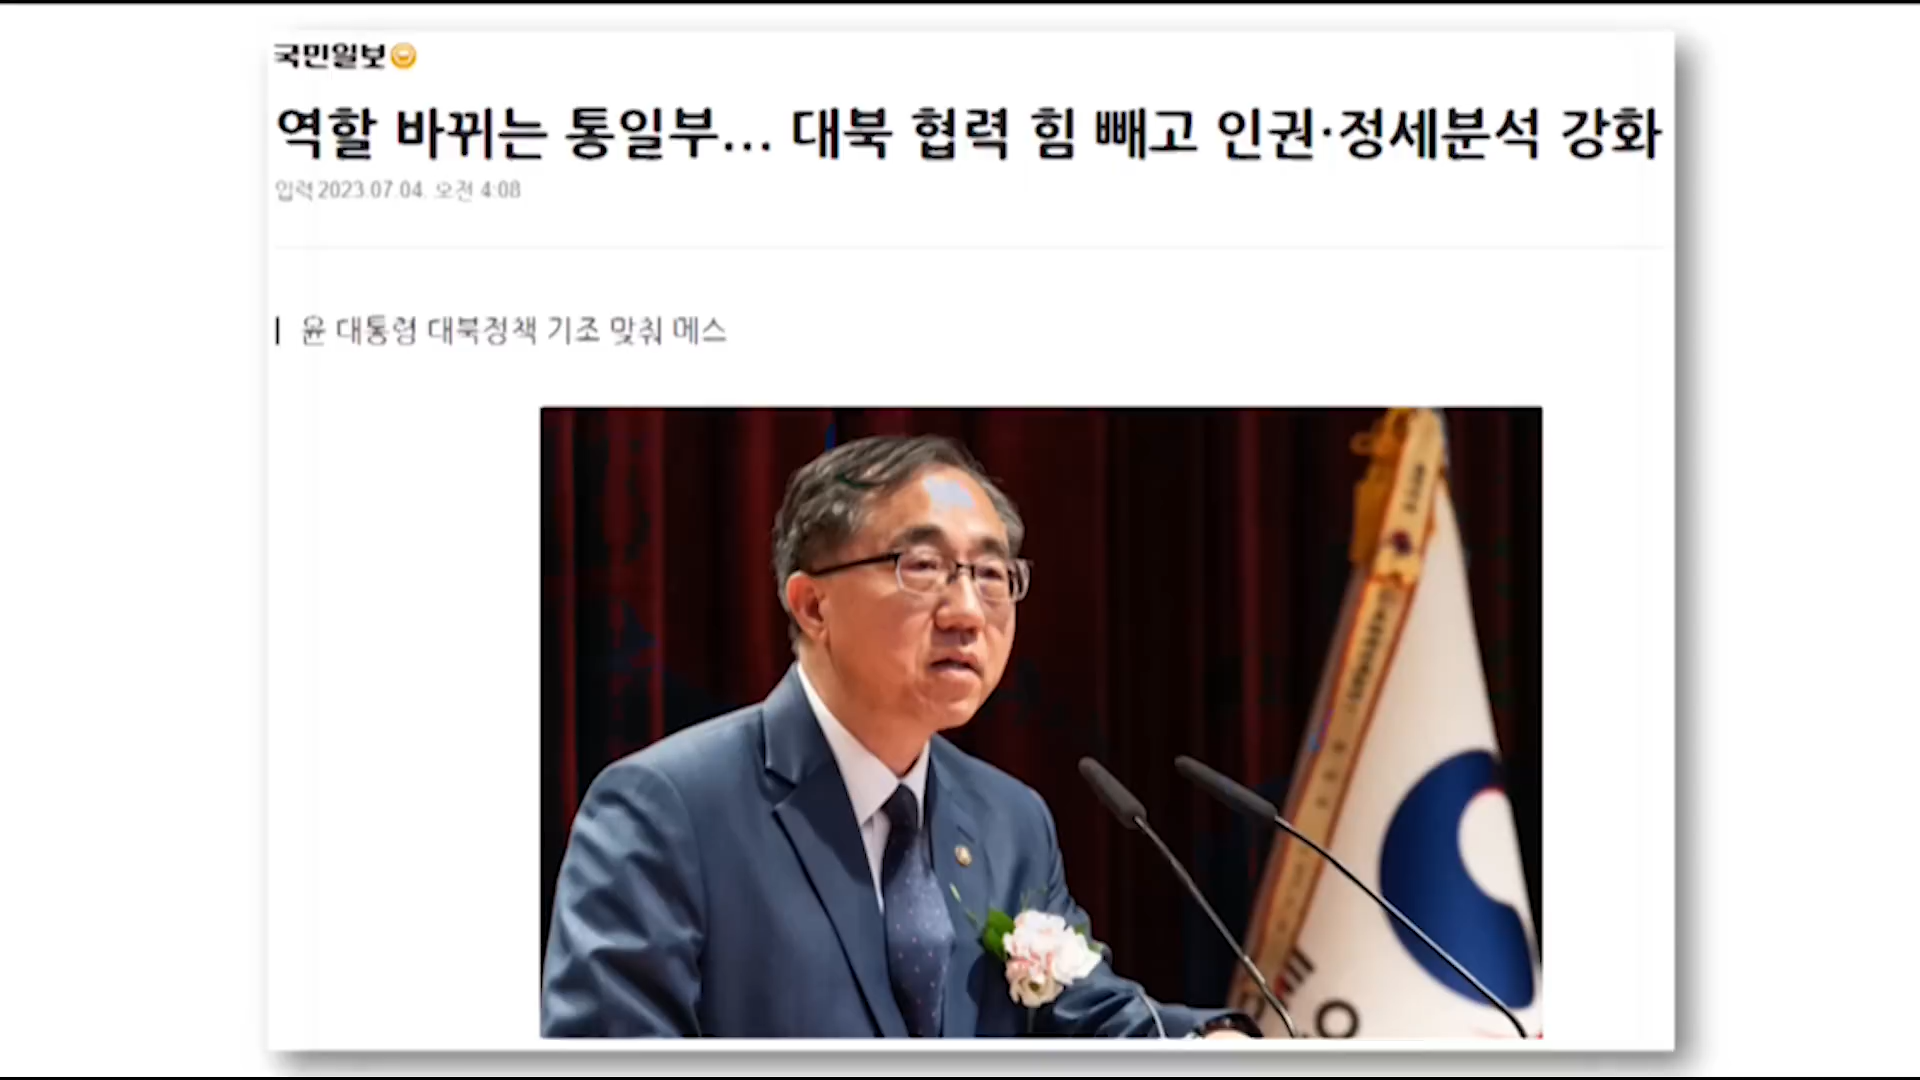 국민일보
역할 바뀌는 통일부... 대북 협력 힘 빼고 인권·정세분석 강화
입력 2023.07.04. 오전 4:08
윤 대통령 대북정책 기조 맞춰 메스